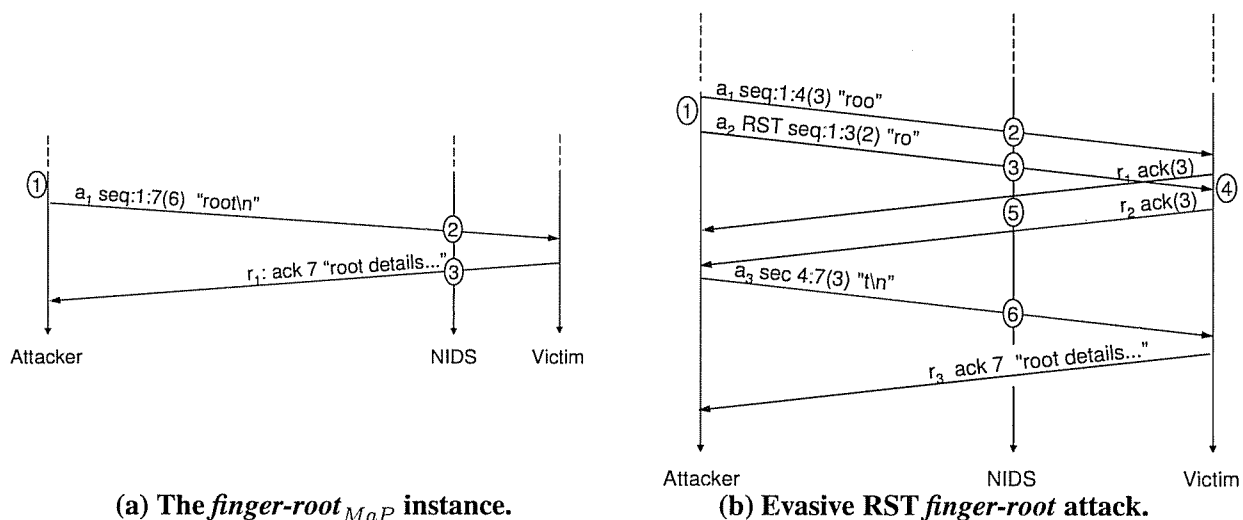 ①
a₁ seq:1:7(6) "root\n"
②
r₁: ack 7 "root details..."
③
Attacker
NIDS
Victim
(a) The finger-root_MaP instance.
①
a₁ seq:1:4(3) "roo"
②
a₂ RST seq:1:3(2) "ro"
③
r₁ ack(3)
④
⑤
r₂ ack(3)
a₃ sec 4:7(3) "t\n"
⑥
r₃ ack 7 "root details..."
Attacker
NIDS
Victim
(b) Evasive RST finger-root attack.